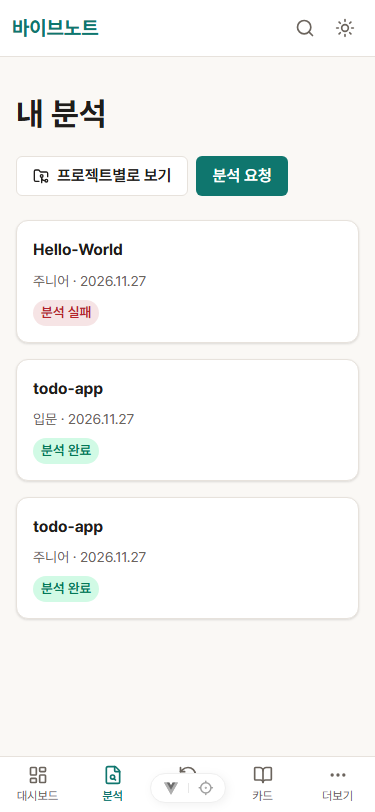 바이브노트
내 분석
프로젝트별로 보기
분석 요청
Hello-World
주니어 · 2026.11.27
분석 실패
todo-app
입문 · 2026.11.27
분석 완료
todo-app
주니어 · 2026.11.27
분석 완료
대시보드
분석
카드
더보기